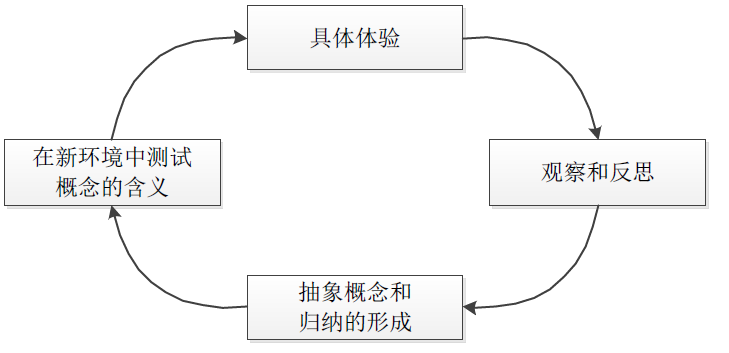 具体体验
在新环境中测试
概念的含义
观察和反思
抽象概念和
归纳的形成